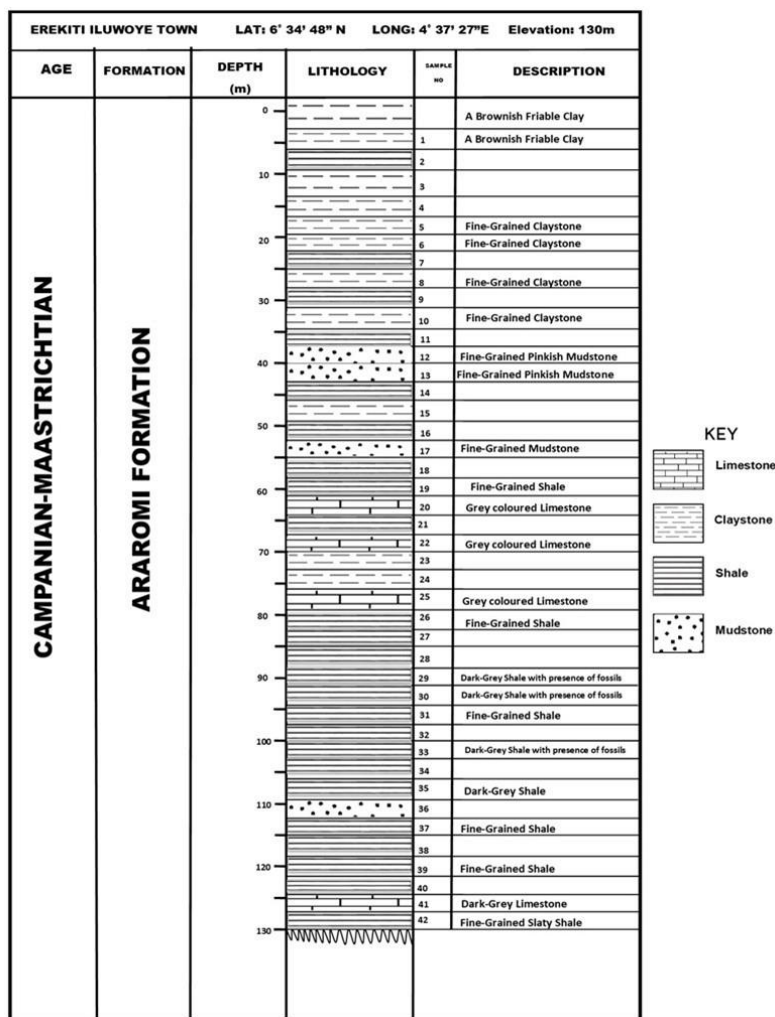 EREKITI ILUWOYE TOWN LAT: 6° 34' 48” N LONG: 4° 37' 27”E Elevation: 130m
AGE FORMATION DEPTH (m) LITHOLOGY SAMPLE NO DESCRIPTION
CAMPANIAN-MAASTRICHTIAN
ARAROMI FORMATION
0
A Brownish Friable Clay
1 A Brownish Friable Clay
2
10
3
4
5 Fine-Grained Claystone
20
6 Fine-Grained Claystone
7
8 Fine-Grained Claystone
30
9
10 Fine-Grained Claystone
11
12 Fine-Grained Pinkish Mudstone
40
13 Fine-Grained Pinkish Mudstone
14
15
50
16
17 Fine-Grained Mudstone
18
60
19 Fine-Grained Shale
20 Grey coloured Limestone
21
22 Grey coloured Limestone
70
23
24
25 Grey coloured Limestone
80
26 Fine-Grained Shale
27
28
90
29 Dark-Grey Shale with presence of fossils
30 Dark-Grey Shale with presence of fossils
31 Fine-Grained Shale
32
100
33 Dark-Grey Shale with presence of fossils
34
35 Dark-Grey Shale
110
36
37 Fine-Grained Shale
38
120
39 Fine-Grained Shale
40
41 Dark-Grey Limestone
42 Fine-Grained Slaty Shale
130
KEY
Limestone
Claystone
Shale
Mudstone